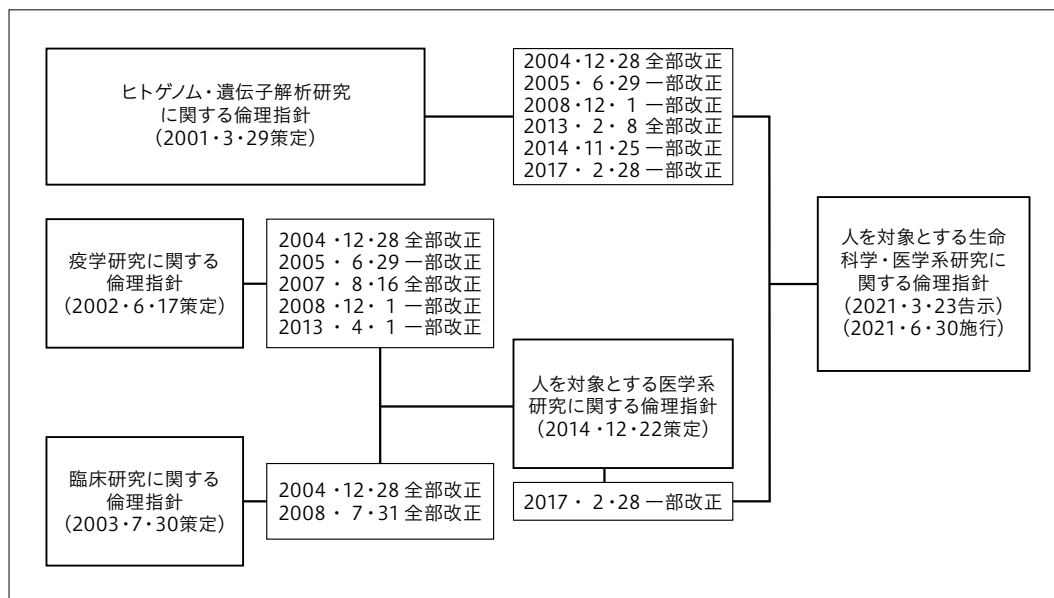 ヒトゲノム・遺伝子解析研究
に関する倫理指針
(2001・3・29策定)
2004・12・28 全部改正
2005・ 6・29 一部改正
2008・12・ 1 一部改正
2013・ 2・ 8 全部改正
2014・11・25 一部改正
2017・ 2・28 一部改正
疫学研究に関する
倫理指針
(2002・6・17策定)
2004 ・12・28 全部改正
2005・ 6・29 一部改正
2007・ 8・16 全部改正
2008・12・ 1 一部改正
2013 ・ 4・ 1 一部改正
臨床研究に関する
倫理指針
(2003・7・30策定)
2004・12・28 全部改正
2008・ 7・31 全部改正
人を対象とする医学系
研究に関する倫理指針
(2014・12・22策定)
2017・ 2・28 一部改正
人を対象とする生命
科学・医学系研究に
関する倫理指針
(2021・3・23告示)
(2021・6・30施行)